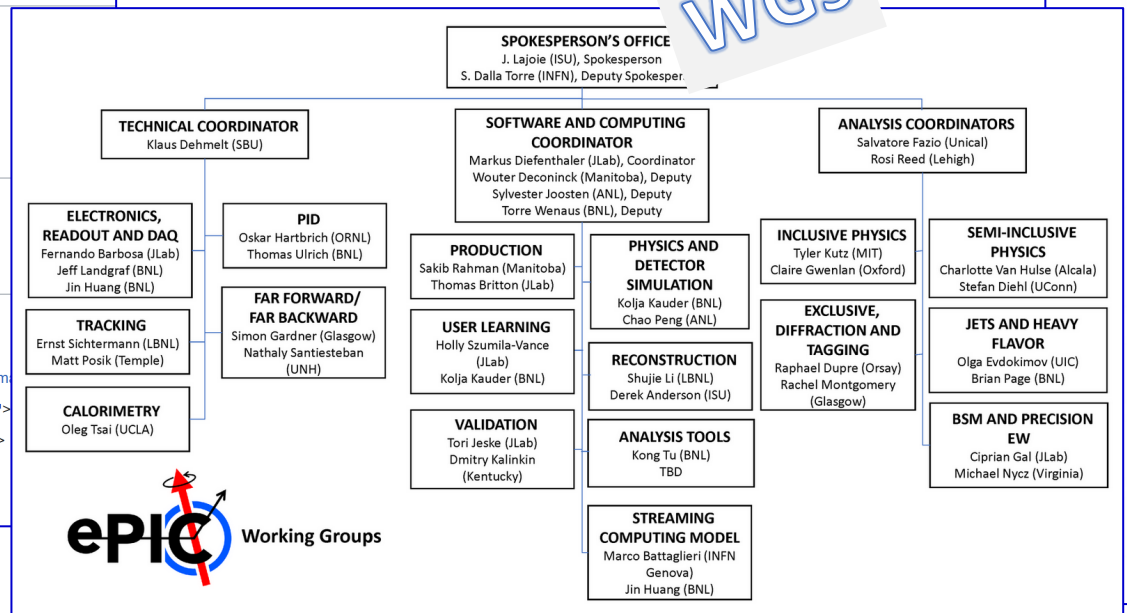 WGs
SPOKESPERSON'S OFFICE
J. Lajoie (ISU), Spokesperson
S. Dalla Torre (INFN), Deputy
TECHNICAL COORDINATOR
Klaus Dehmelt (SBU)
SOFTWARE AND COMPUTING
COORDINATOR
Markus Diefenthaler (JLab), Coordinator
Wouter Deconinck (Manitoba), Deputy
Sylvester Joosten (ANL), Deputy
Torre Wenaus (BNL), Deputy
ANALYSIS COORDINATORS
Salvatore Fazio (Unical)
Rosi Reed (Lehigh)
ELECTRONICS,
READOUT AND DAQ
Fernando Barbosa (JLab)
Jeff Landgraf (BNL)
Jin Huang (BNL)
PID
Oskar Hartbrich (ORNL)
Thomas Ulrich (BNL)
TRACKING
Ernst Sichtermann (LBNL)
Matt Posik (Temple)
FAR FORWARD/
FAR BACKWARD
Simon Gardner (Glasgow)
Nathaly Santiesteban
(UNH)
CALORIMETRY
Oleg Tsai (UCLA)
PRODUCTION
Sakib Rahman (Manitoba)
Thomas Britton (JLab)
PHYSICS AND
DETECTOR
SIMULATION
Kolja Kauder (BNL)
Chao Peng (ANL)
USER LEARNING
Holly Szumila-Vance
(JLab)
Kolja Kauder (BNL)
RECONSTRUCTION
Shujie Li (LBNL)
Derek Anderson (ISU)
VALIDATION
Tori Jeske (JLab)
Dmitry Kalinkin
(Kentucky)
ANALYSIS TOOLS
Kong Tu (BNL)
TBD
STREAMING
COMPUTING MODEL
Marco Battaglieri (INFN
Genova)
Jin Huang (BNL)
INCLUSIVE PHYSICS
Tyler Kutz (MIT)
Claire Gwenlan (Oxford)
SEMI-INCLUSIVE
PHYSICS
Charlotte Van Hulse (Alcala)
Stefan Diehl (UConn)
EXCLUSIVE,
DIFFRACTION AND
TAGGING
Raphael Dupre (Orsay)
Rachel Montgomery
(Glasgow)
JETS AND HEAVY
FLAVOR
Olga Evdokimov (UIC)
Brian Page (BNL)
BSM AND PRECISION
EW
Ciprian Gal (JLab)
Michael Nycz (Virginia)
ePIC
Working Groups